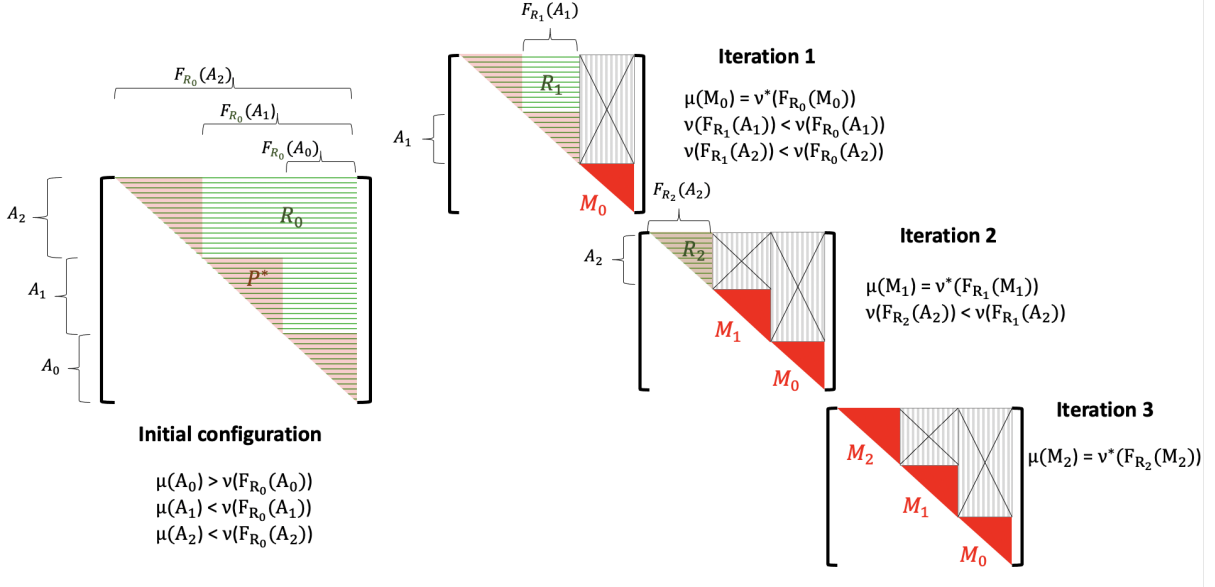 F_{R_0}(A_2)
F_{R_0}(A_1)
F_{R_0}(A_0)
A_2
A_1
A_0
R_0
P*
Initial configuration
μ(A_0) > ν(F_{R_0}(A_0))
μ(A_1) < ν(F_{R_0}(A_1))
μ(A_2) < ν(F_{R_0}(A_2))
F_{R_1}(A_1)
R_1
A_1
M_0
Iteration 1
μ(M_0) = ν*(F_{R_0}(M_0))
ν(F_{R_1}(A_1)) < ν(F_{R_0}(A_1))
ν(F_{R_1}(A_2)) < ν(F_{R_0}(A_2))
F_{R_2}(A_2)
A_2
R_2
M_1
M_0
Iteration 2
μ(M_1) = ν*(F_{R_1}(M_1))
ν(F_{R_2}(A_2)) < ν(F_{R_1}(A_2))
M_2
M_1
M_0
Iteration 3
μ(M_2) = ν*(F_{R_2}(M_2))